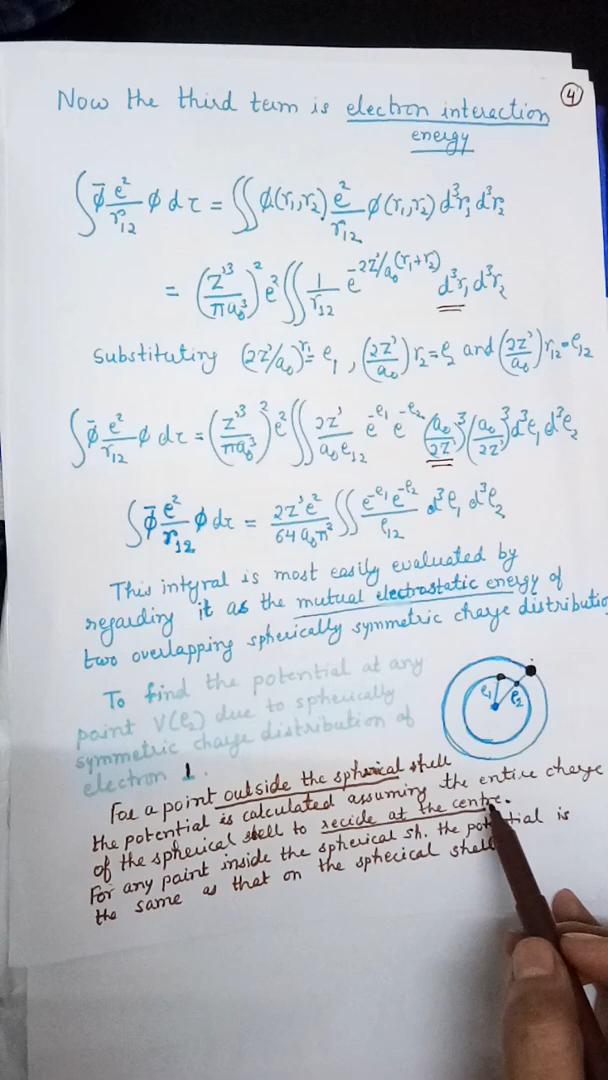 ④
Now the third term is electron interaction
energy
∫ϕ̄ e²/r₁₂ ϕ dτ = ∬ϕ(r₁,r₂) e²/r₁₂ ϕ(r₁,r₂) d³r₁ d³r₂
= (Z'³/πa₀³)² e² ∬ 1/r₁₂ e^(-2Z'/a₀(r₁+r₂)) d³r₁ d³r₂
Substituting (2Z'/a₀)r₁ = ρ₁, (2Z'/a₀)r₂ = ρ₂ and (2Z'/a₀)r₁₂ = ρ₁₂
∫ϕ̄ e²/r₁₂ ϕ dτ = (Z'³/πa₀³)² e² ∬ 2Z'/a₀ρ₁₂ e^(-ρ₁) e^(-ρ₂) (a₀/2Z')³ (a₀/2Z')³ d³ρ₁ d³ρ₂
∫ϕ̄ e²/r₁₂ ϕ dτ = 2Z'e²/64a₀π² ∬ e^(-ρ₁) e^(-ρ₂)/ρ₁₂ d³ρ₁ d³ρ₂
This intgral is most easily evaluated by
regarding it as the mutual electrostatic energy of
two overlapping spherically symmetric charge distributio
To find the potential at any
point V(ρ₂) due to spherically
symmetric charge distribution of
electron 1.
ρ₁ ρ₂
For a point outside the spherical shell
the potential is calculated assuming the entire charge
of the spherical shell to recide at the centre.
For any point inside the spherical sh. the potential is
the same as that on the spherical shell